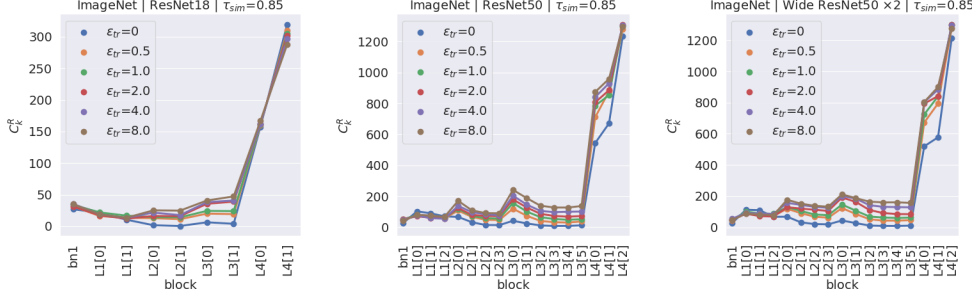 ImageNet | ResNet18 | τsim=0.85
300
250
200
150
100
50
0
C_k^R
εtr=0
εtr=0.5
εtr=1.0
εtr=2.0
εtr=4.0
εtr=8.0
bn1
L1[0]
L1[1]
L2[0]
L2[1]
L3[0]
L3[1]
L4[0]
L4[1]
block
ImageNet | ResNet50 | τsim=0.85
1200
1000
800
600
400
200
0
C_k^R
εtr=0
εtr=0.5
εtr=1.0
εtr=2.0
εtr=4.0
εtr=8.0
bn1
L1[0]
L1[1]
L1[2]
L2[0]
L2[1]
L2[2]
L2[3]
L3[0]
L3[1]
L3[2]
L3[3]
L3[4]
L3[5]
L4[0]
L4[1]
L4[2]
block
ImageNet | Wide ResNet50 ×2 | τsim=0.85
1200
1000
800
600
400
200
0
C_k^R
εtr=0
εtr=0.5
εtr=1.0
εtr=2.0
εtr=4.0
εtr=8.0
bn1
L1[0]
L1[1]
L1[2]
L2[0]
L2[1]
L2[2]
L2[3]
L3[0]
L3[1]
L3[2]
L3[3]
L3[4]
L3[5]
L4[0]
L4[1]
L4[2]
block